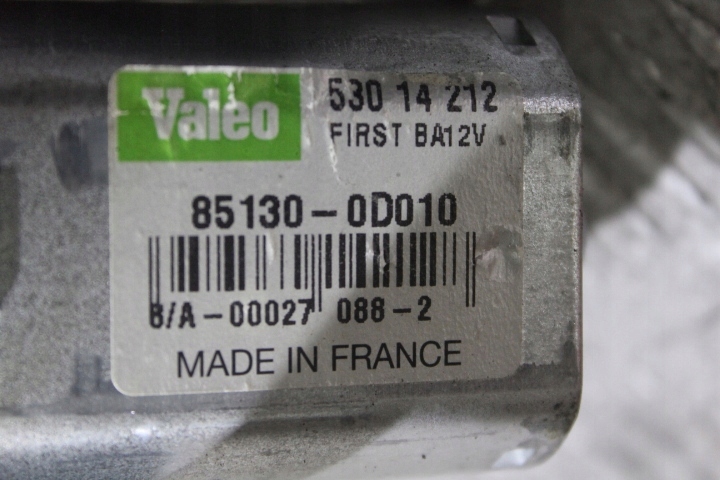 Valeo
530 14 212
FIRST BA12V
85130-0D010
B/A-00027 088-2
MADE IN FRANCE